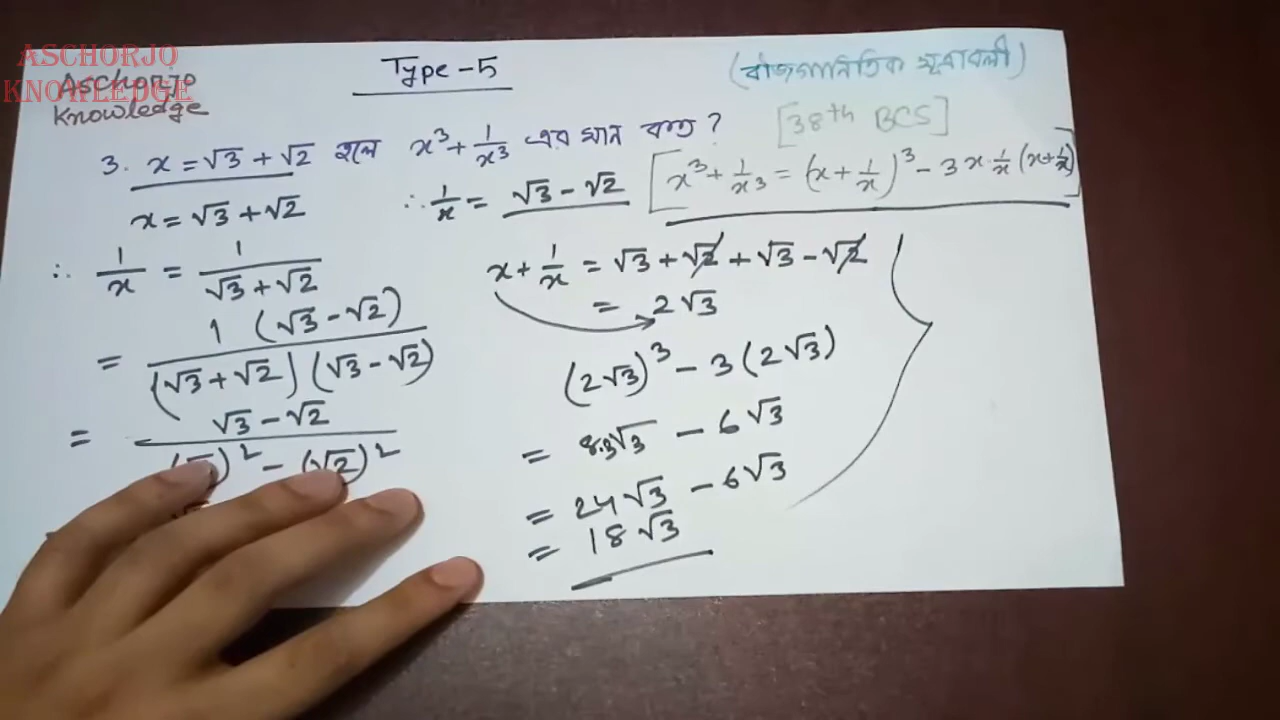 ASCHORJO
KNOWLEDGE
Aschorjo
Knowledge
Type-5
(বীজগাণিতিক সূত্রাবলী)
[38th BCS]
3. x = √3 + √2 হলে x³ + 1/x³ এর মান কত?
[x³ + 1/x³ = (x + 1/x)³ - 3x·1/x (x + 1/x)]
x = √3 + √2
∴ 1/x = 1/(√3 + √2)
= 1 (√3 - √2) / (√3 + √2) (√3 - √2)
= √3 - √2 / ( )² - (√2)²
∴ 1/x = √3 - √2
x + 1/x = √3 + √2 + √3 - √2
= 2√3
(2√3)³ - 3(2√3)
= 8.3√3 - 6√3
= 24√3 - 6√3
= 18√3